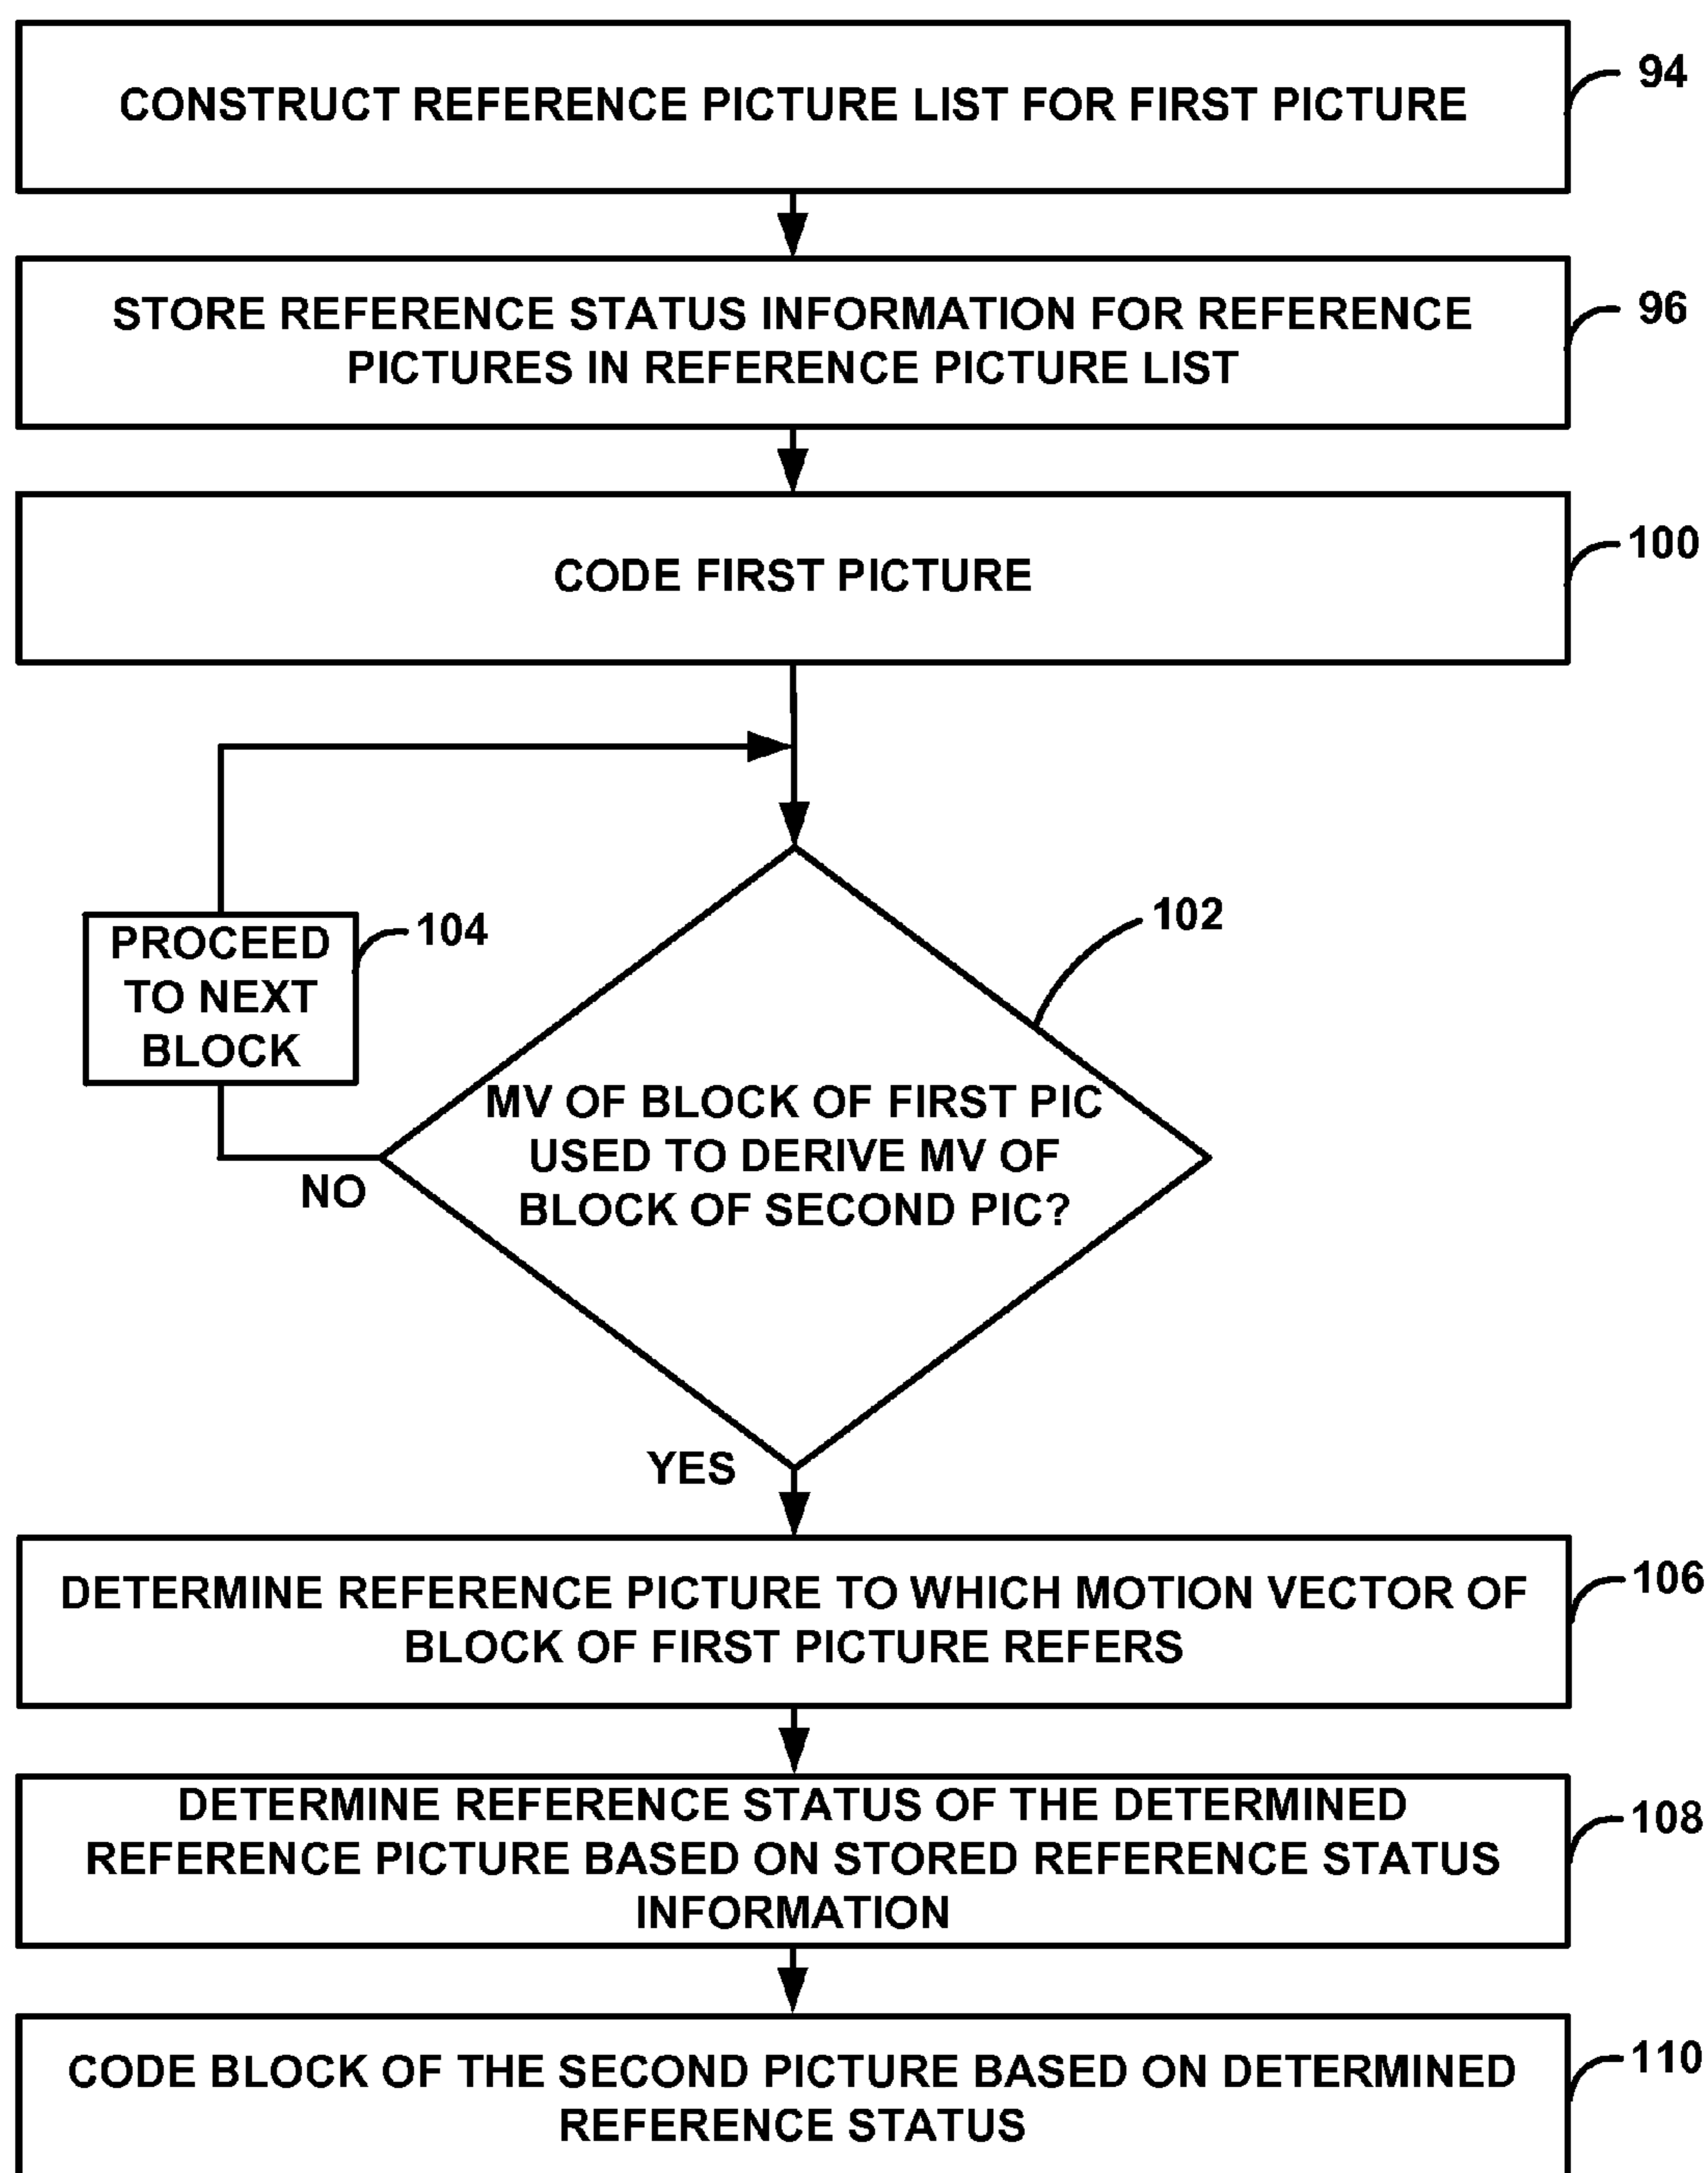 CONSTRUCT REFERENCE PICTURE LIST FOR FIRST PICTURE
94
STORE REFERENCE STATUS INFORMATION FOR REFERENCE
PICTURES IN REFERENCE PICTURE LIST
96
CODE FIRST PICTURE
100
PROCEED
TO NEXT
BLOCK
104
102
MV OF BLOCK OF FIRST PIC
USED TO DERIVE MV OF
BLOCK OF SECOND PIC?
NO
YES
DETERMINE REFERENCE PICTURE TO WHICH MOTION VECTOR OF
BLOCK OF FIRST PICTURE REFERS
106
DETERMINE REFERENCE STATUS OF THE DETERMINED
REFERENCE PICTURE BASED ON STORED REFERENCE STATUS
INFORMATION
108
CODE BLOCK OF THE SECOND PICTURE BASED ON DETERMINED
REFERENCE STATUS
110